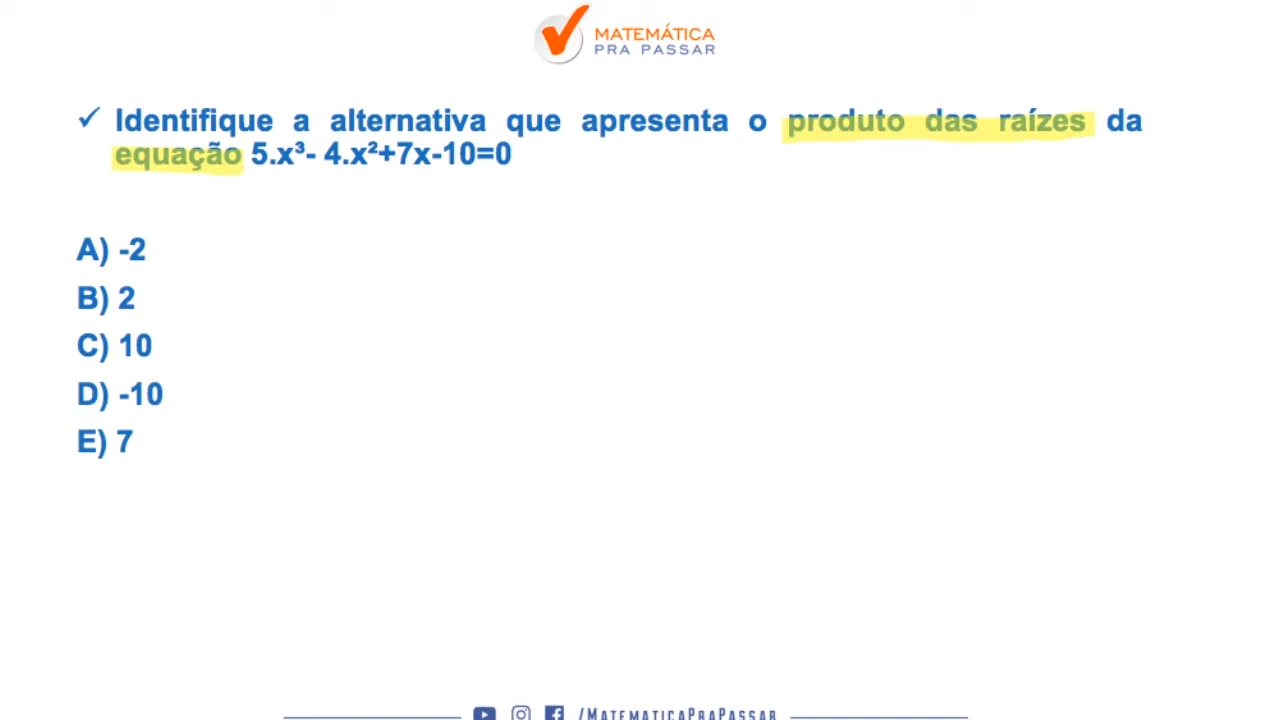 MATEMÁTICA
PRA PASSAR
✓ Identifique a alternativa que apresenta o produto das raízes da
equação 5.x³- 4.x²+7x-10=0
A) -2
B) 2
C) 10
D) -10
E) 7
/MATEMATICAPRAPASSAR